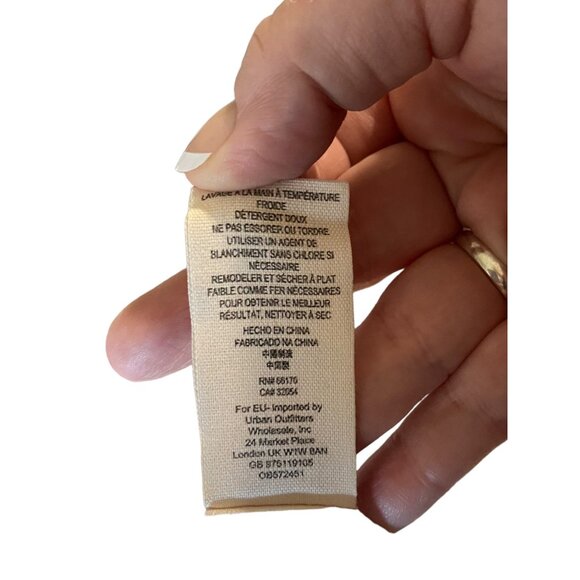 LAVAGE À LA MAIN À TEMPÉRATURE
FROIDE
DÉTERGENT DOUX
NE PAS ESSORER OU TORDRE
UTILISER UN AGENT DE
BLANCHIMENT SANS CHLORE SI
NÉCESSAIRE
REMODELER ET SÉCHER À PLAT
FAIBLE COMME FER NÉCESSAIRES
POUR OBTENIR LE MEILLEUR
RÉSULTAT, NETTOYER À SEC
HECHO EN CHINA
FABRICADO NA CHINA
中國製造
中国製
RN# 66170
CA# 32054
For EU- Imported by
Urban Outfitters
Wholesale, Inc
24 Market Place
London UK W1W 8AN
GB 975119105
OB572451